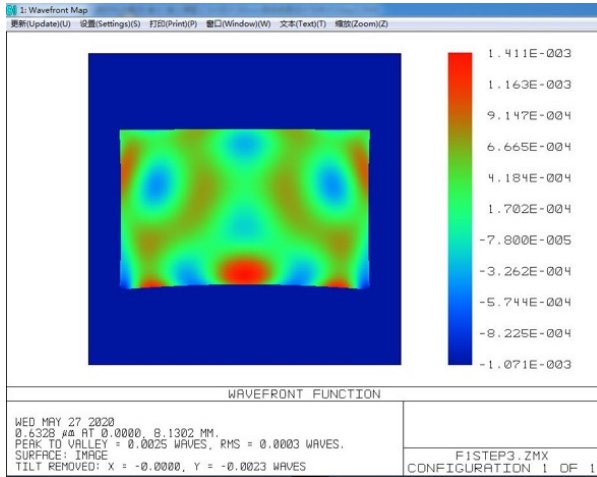 1: Wavefront Map
更新(Update)(U) 设置(Settings)(S) 打印(Print)(P) 窗口(Window)(W) 文本(Text)(T) 缩放(Zoom)(Z)
1.411E-003
1.163E-003
9.147E-004
6.665E-004
4.184E-004
1.702E-004
-7.800E-005
-3.262E-004
-5.744E-004
-8.225E-004
-1.071E-003
WAVEFRONT FUNCTION
WED MAY 27 2020
0.6328 µm AT 0.0000, 8.1302 MM.
PEAK TO VALLEY = 0.0025 WAVES, RMS = 0.0003 WAVES.
SURFACE: IMAGE
TILT REMOVED: X = -0.0000, Y = -0.0023 WAVES
F1STEP3.ZMX
CONFIGURATION 1 OF 1